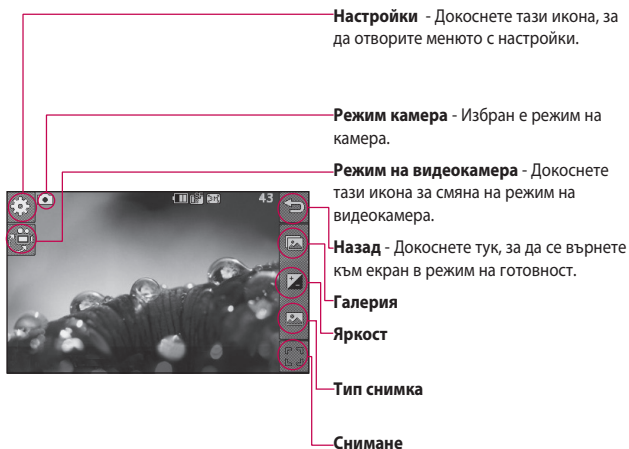 Настройки - Докоснете тази икона, за
да отворите менюто с настройки.
Режим камера - Избран е режим на
камера.
Режим на видеокамера - Докоснете
тази икона за смяна на режим на
видеокамера.
Назад - Докоснете тук, за да се върнете
към екран в режим на готовност.
Галерия
Яркост
Тип снимка
Снимане
43